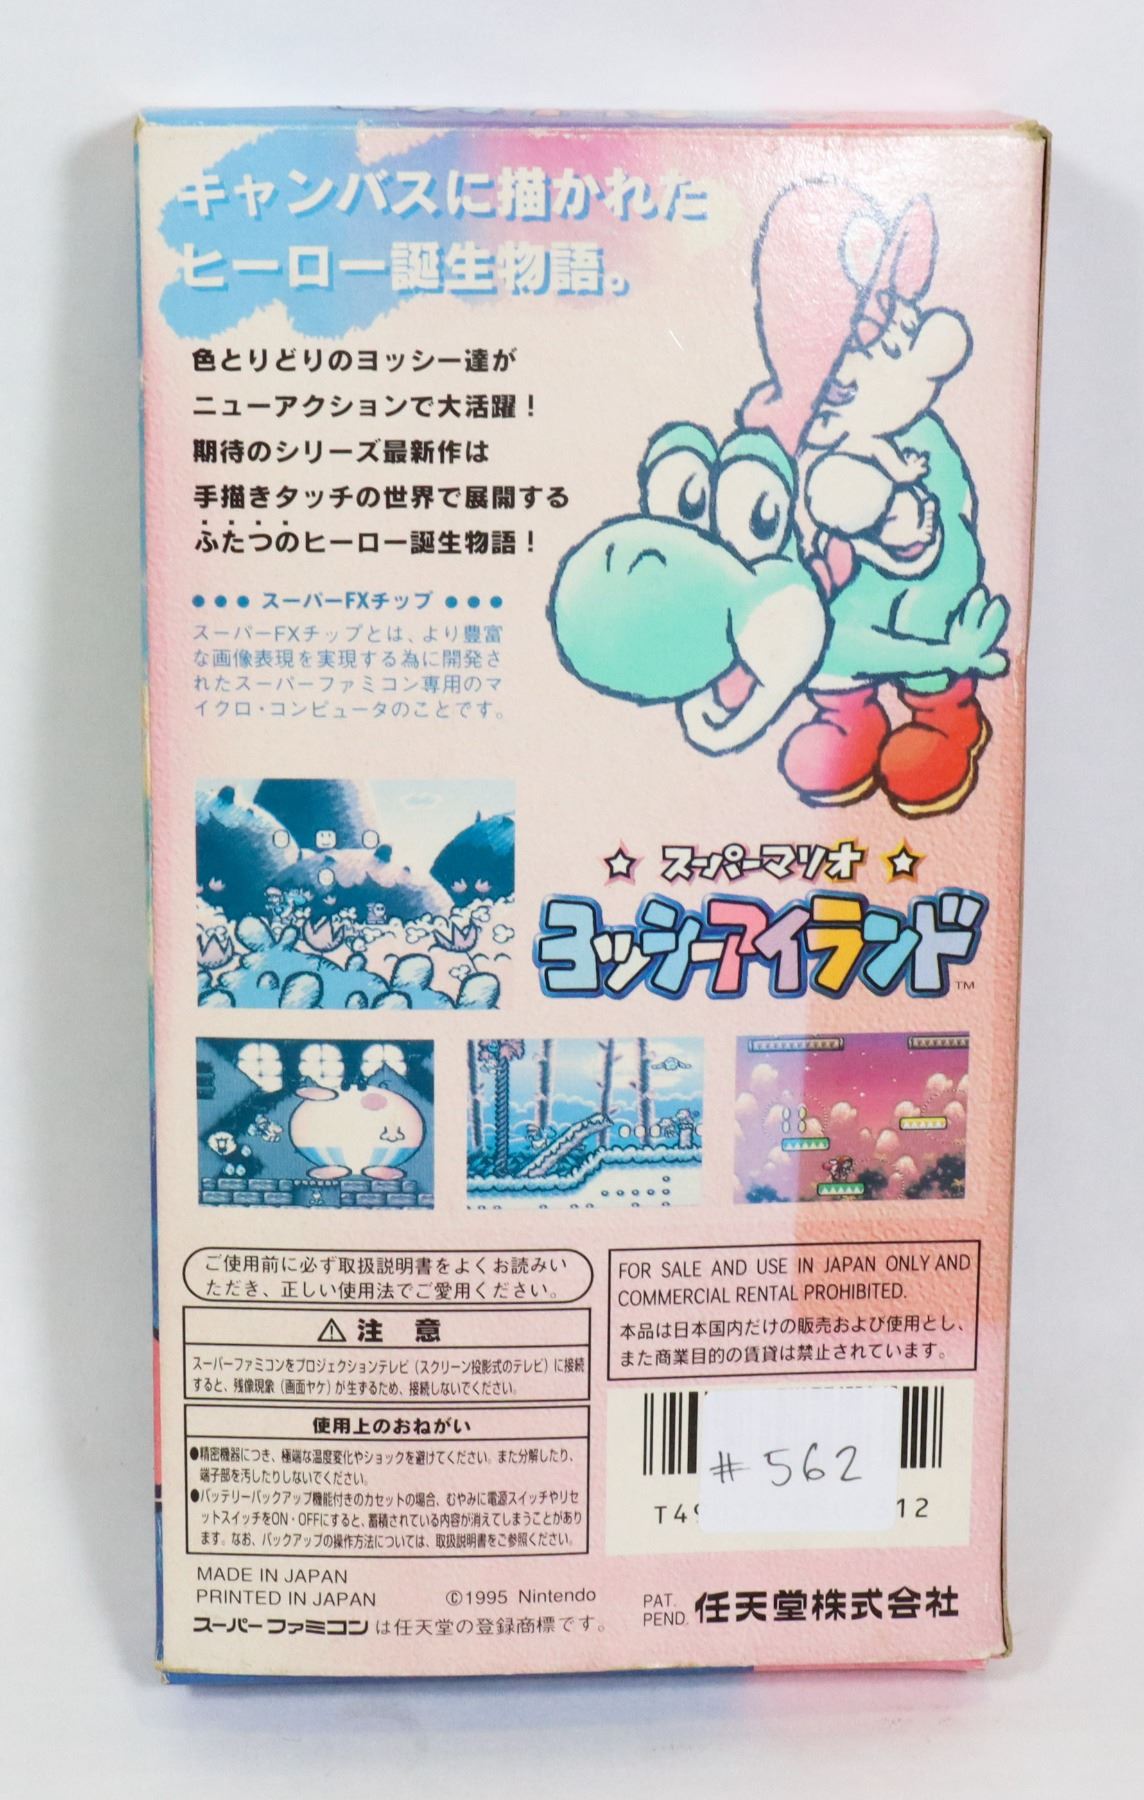 キャンバスに描かれた
ヒーロー誕生物語。
色とりどりのヨッシー達が
ニューアクションで大活躍！
期待のシリーズ最新作は
手描きタッチの世界で展開する
ふたつのヒーロー誕生物語！
●●● スーパーFXチップ ●●●
スーパーFXチップとは、より豊富
な画像表現を実現する為に開発さ
れたスーパーファミコン専用のマ
イクロ・コンピュータのことです。
☆ スーパーマリオ ☆
ヨッシーアイランド TM
ご使用前に必ず取扱説明書をよくお読みい
ただき、正しい使用法でご愛用ください。
⚠ 注 意
スーパーファミコンをプロジェクションテレビ（スクリーン投影式のテレビ）に接続
すると、残像現象（画面ヤケ）が生ずるため、接続しないでください。
使用上のおねがい
●精密機器につき、極端な温度変化やショックを避けてください。また分解したり、
端子部を汚したりしないでください。
●バッテリーバックアップ機能付きのカセットの場合、むやみに電源スイッチやリセ
ットスイッチをON・OFFにすると、蓄積されている内容が消えてしまうことがあり
ます。なお、バックアップの操作方法については、取扱説明書をご参照ください。
FOR SALE AND USE IN JAPAN ONLY AND
COMMERCIAL RENTAL PROHIBITED.
本品は日本国内だけの販売および使用とし、
また商業目的の賃貸は禁止されています。
# 562
T49 12
MADE IN JAPAN
PRINTED IN JAPAN
©1995 Nintendo
スーパーファミコンは任天堂の登録商標です。
PAT.
PEND.
任天堂株式会社